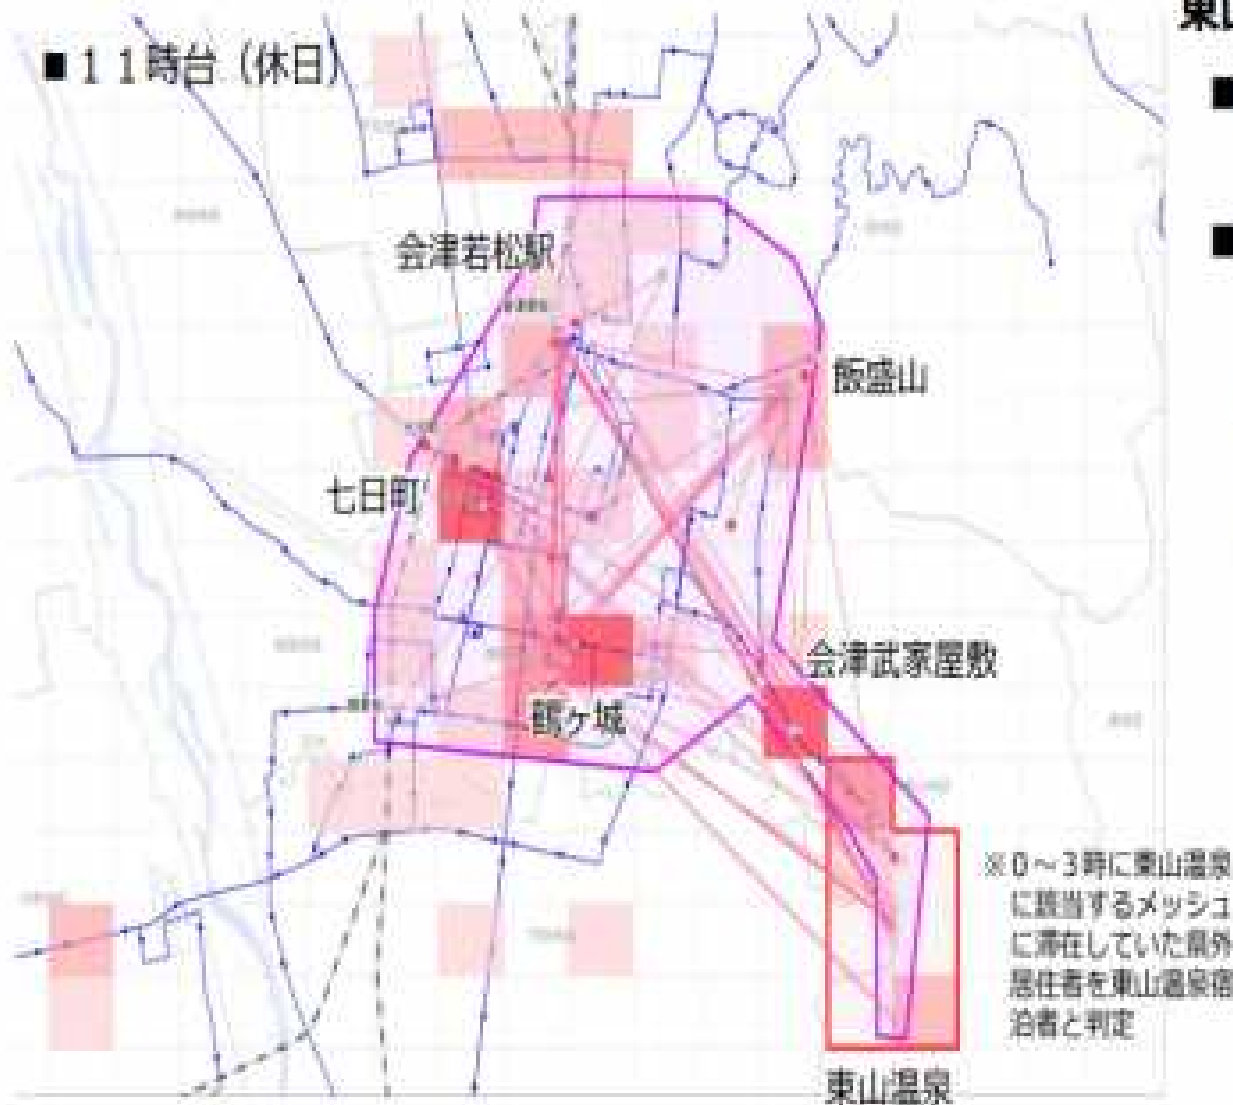 ■１１時台（休日）
東山
会津若松駅
飯盛山
七日町
会津武家屋敷
鶴ヶ城
※０～３時に東山温泉
に該当するメッシュ
に滞在していた県外
居住者を東山温泉宿
泊者と判定
東山温泉